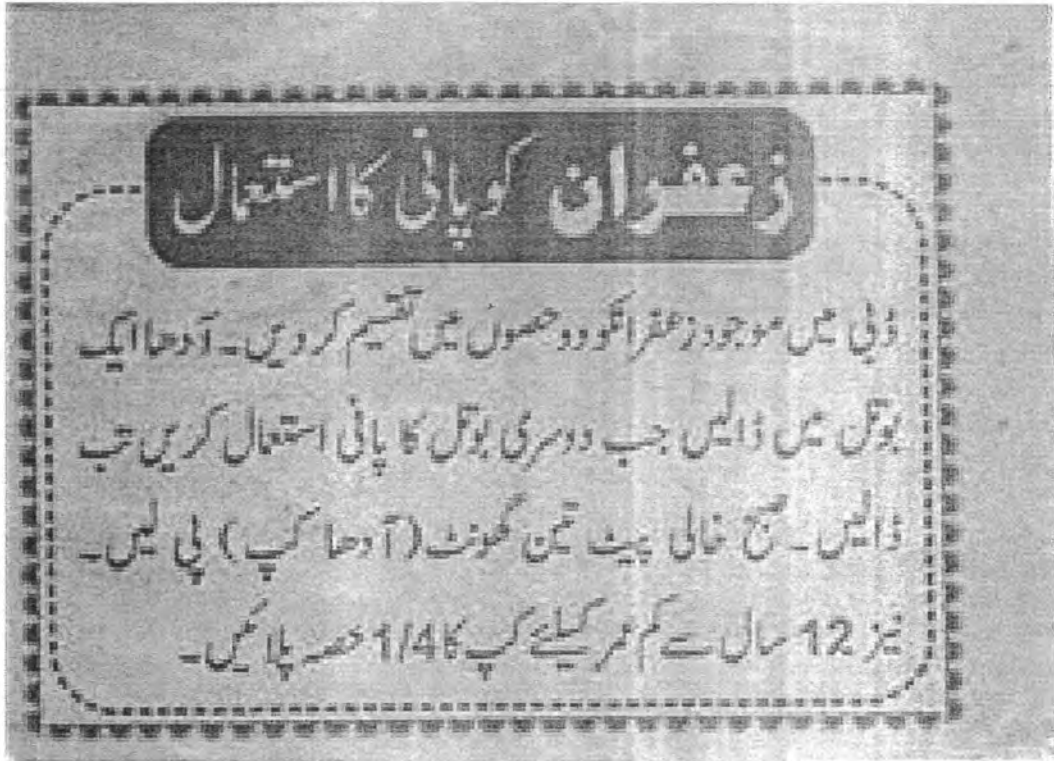 زعفران کو پانی کا استعمال
ڈبی میں موجود زعفرانکو دو حصوں میں تقسیم کر دیں۔ آدھا ایک
بوتل میں ڈالیں جب دوسری بوتل کا پانی استعمال کریں تب
ڈالیں۔ صبح خالی پیٹ تین گھونٹ (آدھا کپ) پی لیں۔
نیز 12 سال سے کم عمر کیلئے کپ کا 1/4 حصہ پلائیں۔